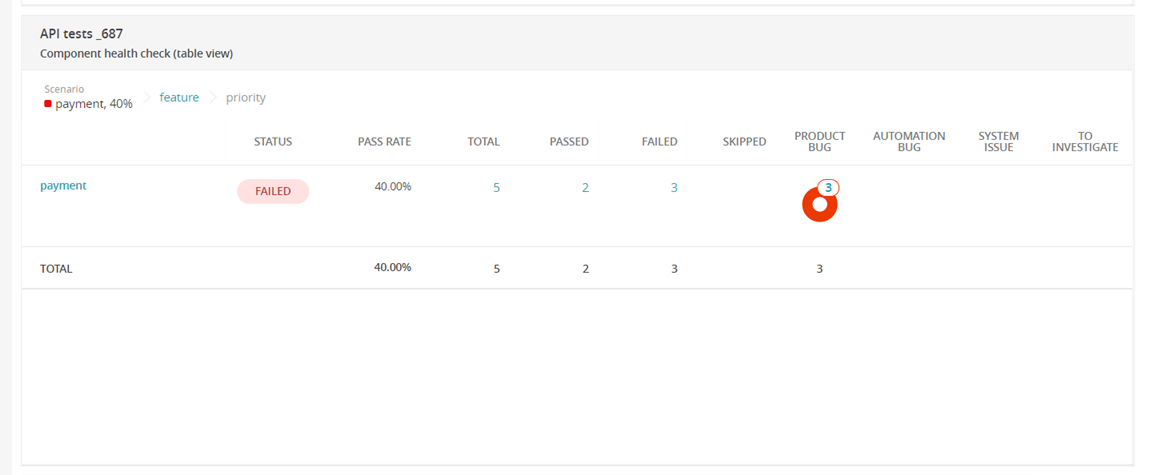 API tests _687
Component health check (table view)
Scenario
payment, 40%
feature
priority
STATUS PASS RATE TOTAL PASSED FAILED SKIPPED PRODUCT BUG AUTOMATION BUG SYSTEM ISSUE TO INVESTIGATE
payment FAILED 40.00% 5 2 3 3
TOTAL 40.00% 5 2 3 3